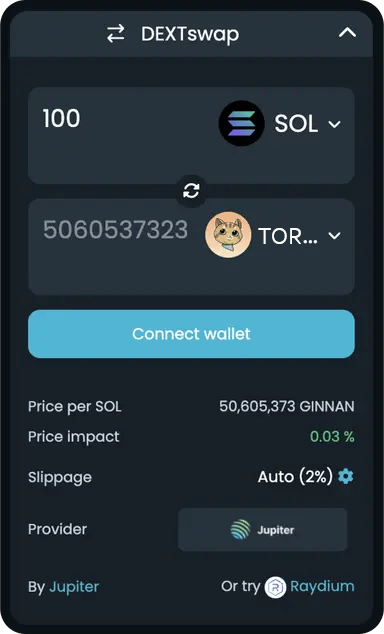 DEXTswap
100 SOL
5060537323 TOR...
Connect wallet
Price per SOL 50,605,373 GINNAN
Price impact 0.03 %
Slippage Auto (2%)
Provider Jupiter
By Jupiter Or try Raydium